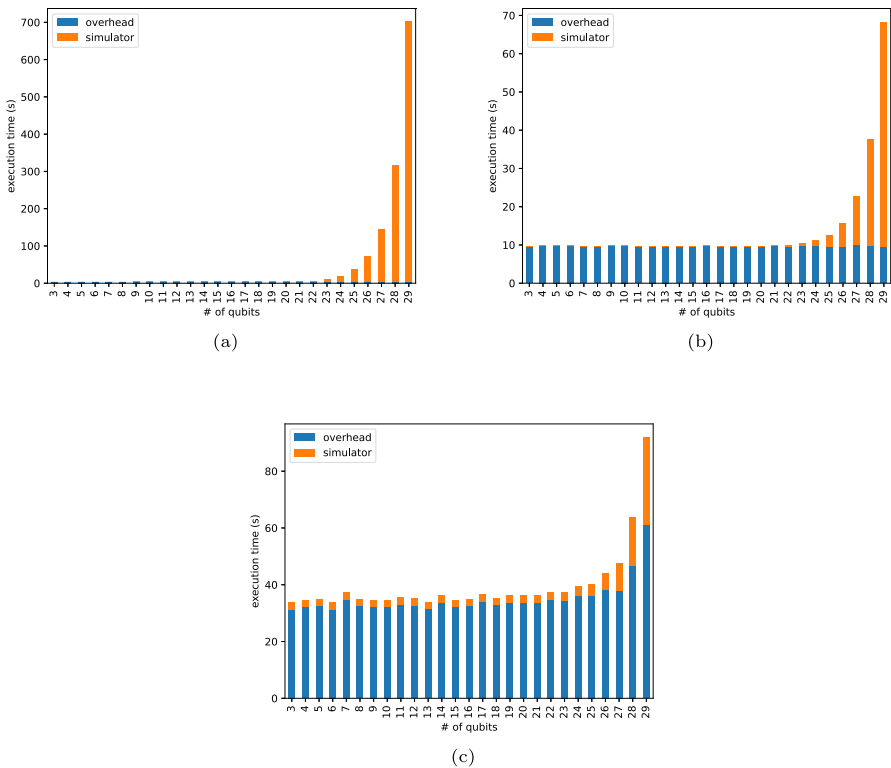 700
600
500
400
300
200
100
0
execution time (s)
overhead
simulator
3 4 5 6 7 8 9 10 11 12 13 14 15 16 17 18 19 20 21 22 23 24 25 26 27 28 29
# of qubits
(a)
70
60
50
40
30
20
10
0
execution time (s)
overhead
simulator
3 4 5 6 7 8 9 10 11 12 13 14 15 16 17 18 19 20 21 22 23 24 25 26 27 28 29
# of qubits
(b)
80
60
40
20
0
execution time (s)
overhead
simulator
3 4 5 6 7 8 9 10 11 12 13 14 15 16 17 18 19 20 21 22 23 24 25 26 27 28 29
# of qubits
(c)